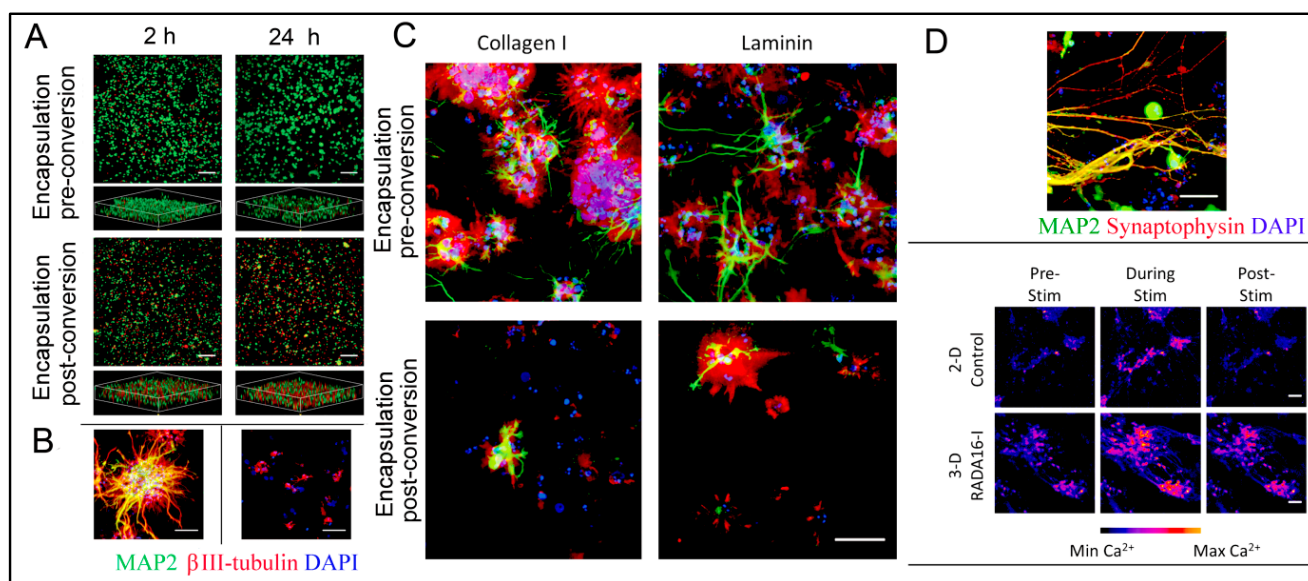 A
2 h
24 h
Encapsulation
pre-conversion
Encapsulation
post-conversion
B
MAP2 βIII-tubulin DAPI
C
Collagen I
Laminin
Encapsulation
pre-conversion
Encapsulation
post-conversion
D
MAP2 Synaptophysin DAPI
Pre-
Stim
During
Stim
Post-
Stim
2-D
Control
3-D
RADA16-I
Min Ca²⁺
Max Ca²⁺